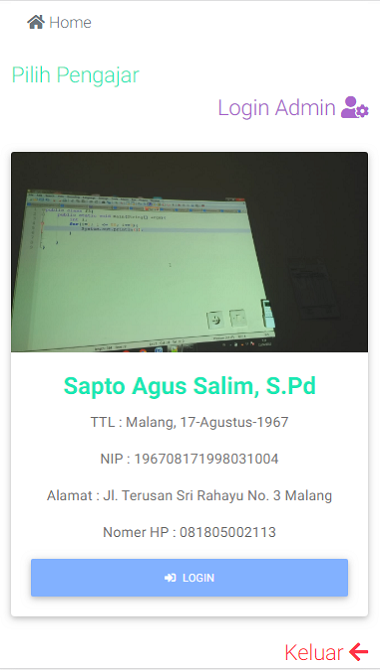 Home
Pilih Pengajar
Login Admin
Sapto Agus Salim, S.Pd
TTL : Malang, 17-Agustus-1967
NIP : 196708171998031004
Alamat : Jl. Terusan Sri Rahayu No. 3 Malang
Nomer HP : 081805002113
LOGIN
Keluar